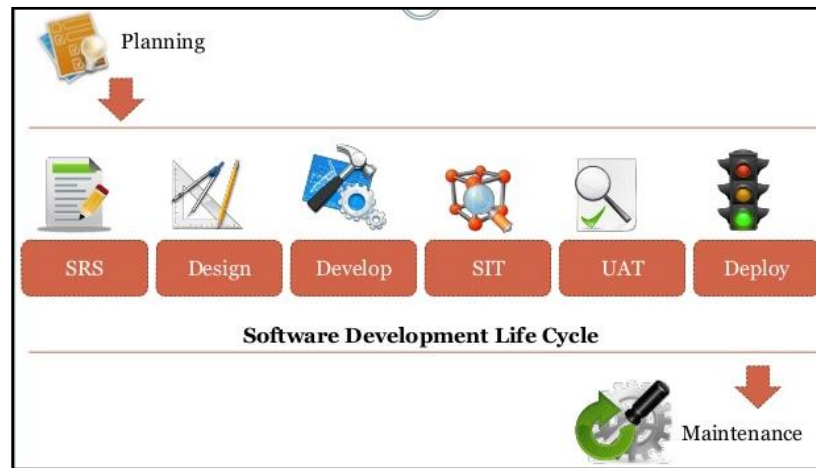 Planning
SRS
Design
Develop
SIT
UAT
Deploy
Software Development Life Cycle
Maintenance